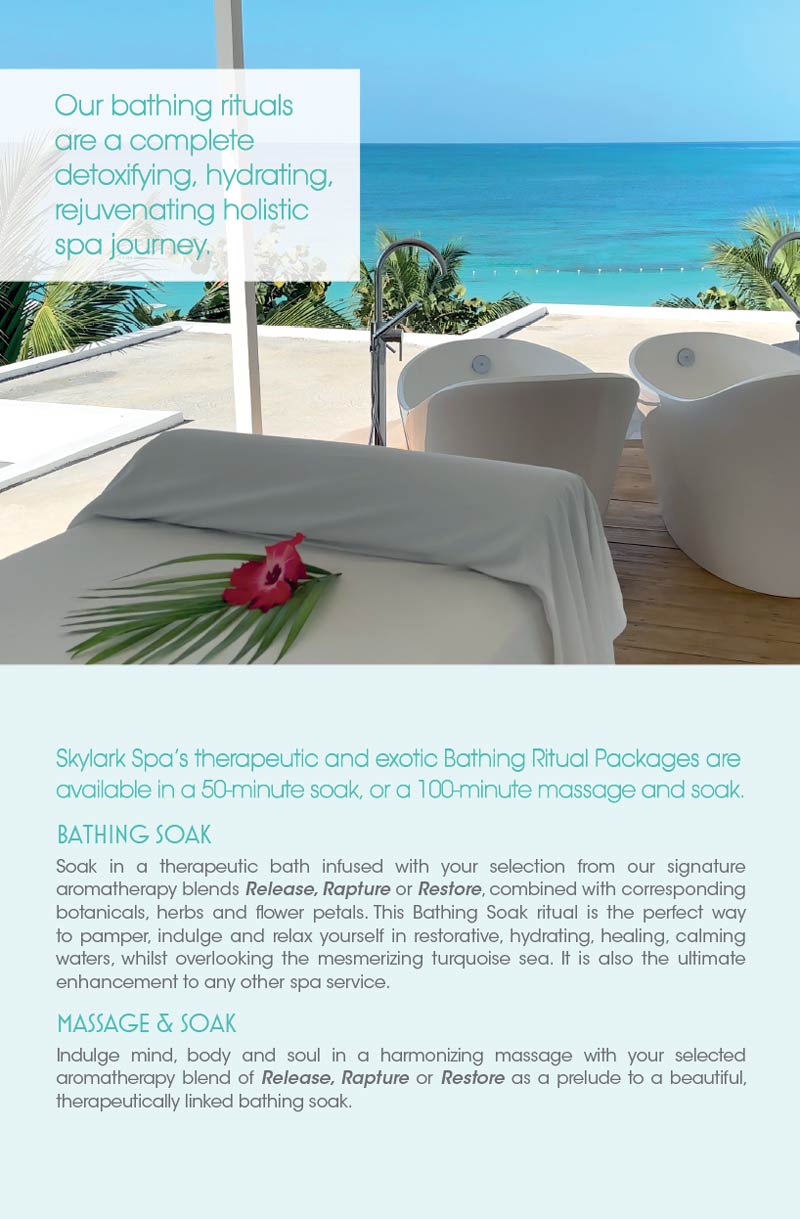 Our bathing rituals
are a complete
detoxifying, hydrating,
rejuvenating holistic
spa journey.
Skylark Spa's therapeutic and exotic Bathing Ritual Packages are
available in a 50-minute soak, or a 100-minute massage and soak.
BATHING SOAK
Soak in a therapeutic bath infused with your selection from our signature
aromatherapy blends Release, Rapture or Restore, combined with corresponding
botanicals, herbs and flower petals. This Bathing Soak ritual is the perfect way
to pamper, indulge and relax yourself in restorative, hydrating, healing, calming
waters, whilst overlooking the mesmerizing turquoise sea. It is also the ultimate
enhancement to any other spa service.
MASSAGE & SOAK
Indulge mind, body and soul in a harmonizing massage with your selected
aromatherapy blend of Release, Rapture or Restore as a prelude to a beautiful,
therapeutically linked bathing soak.